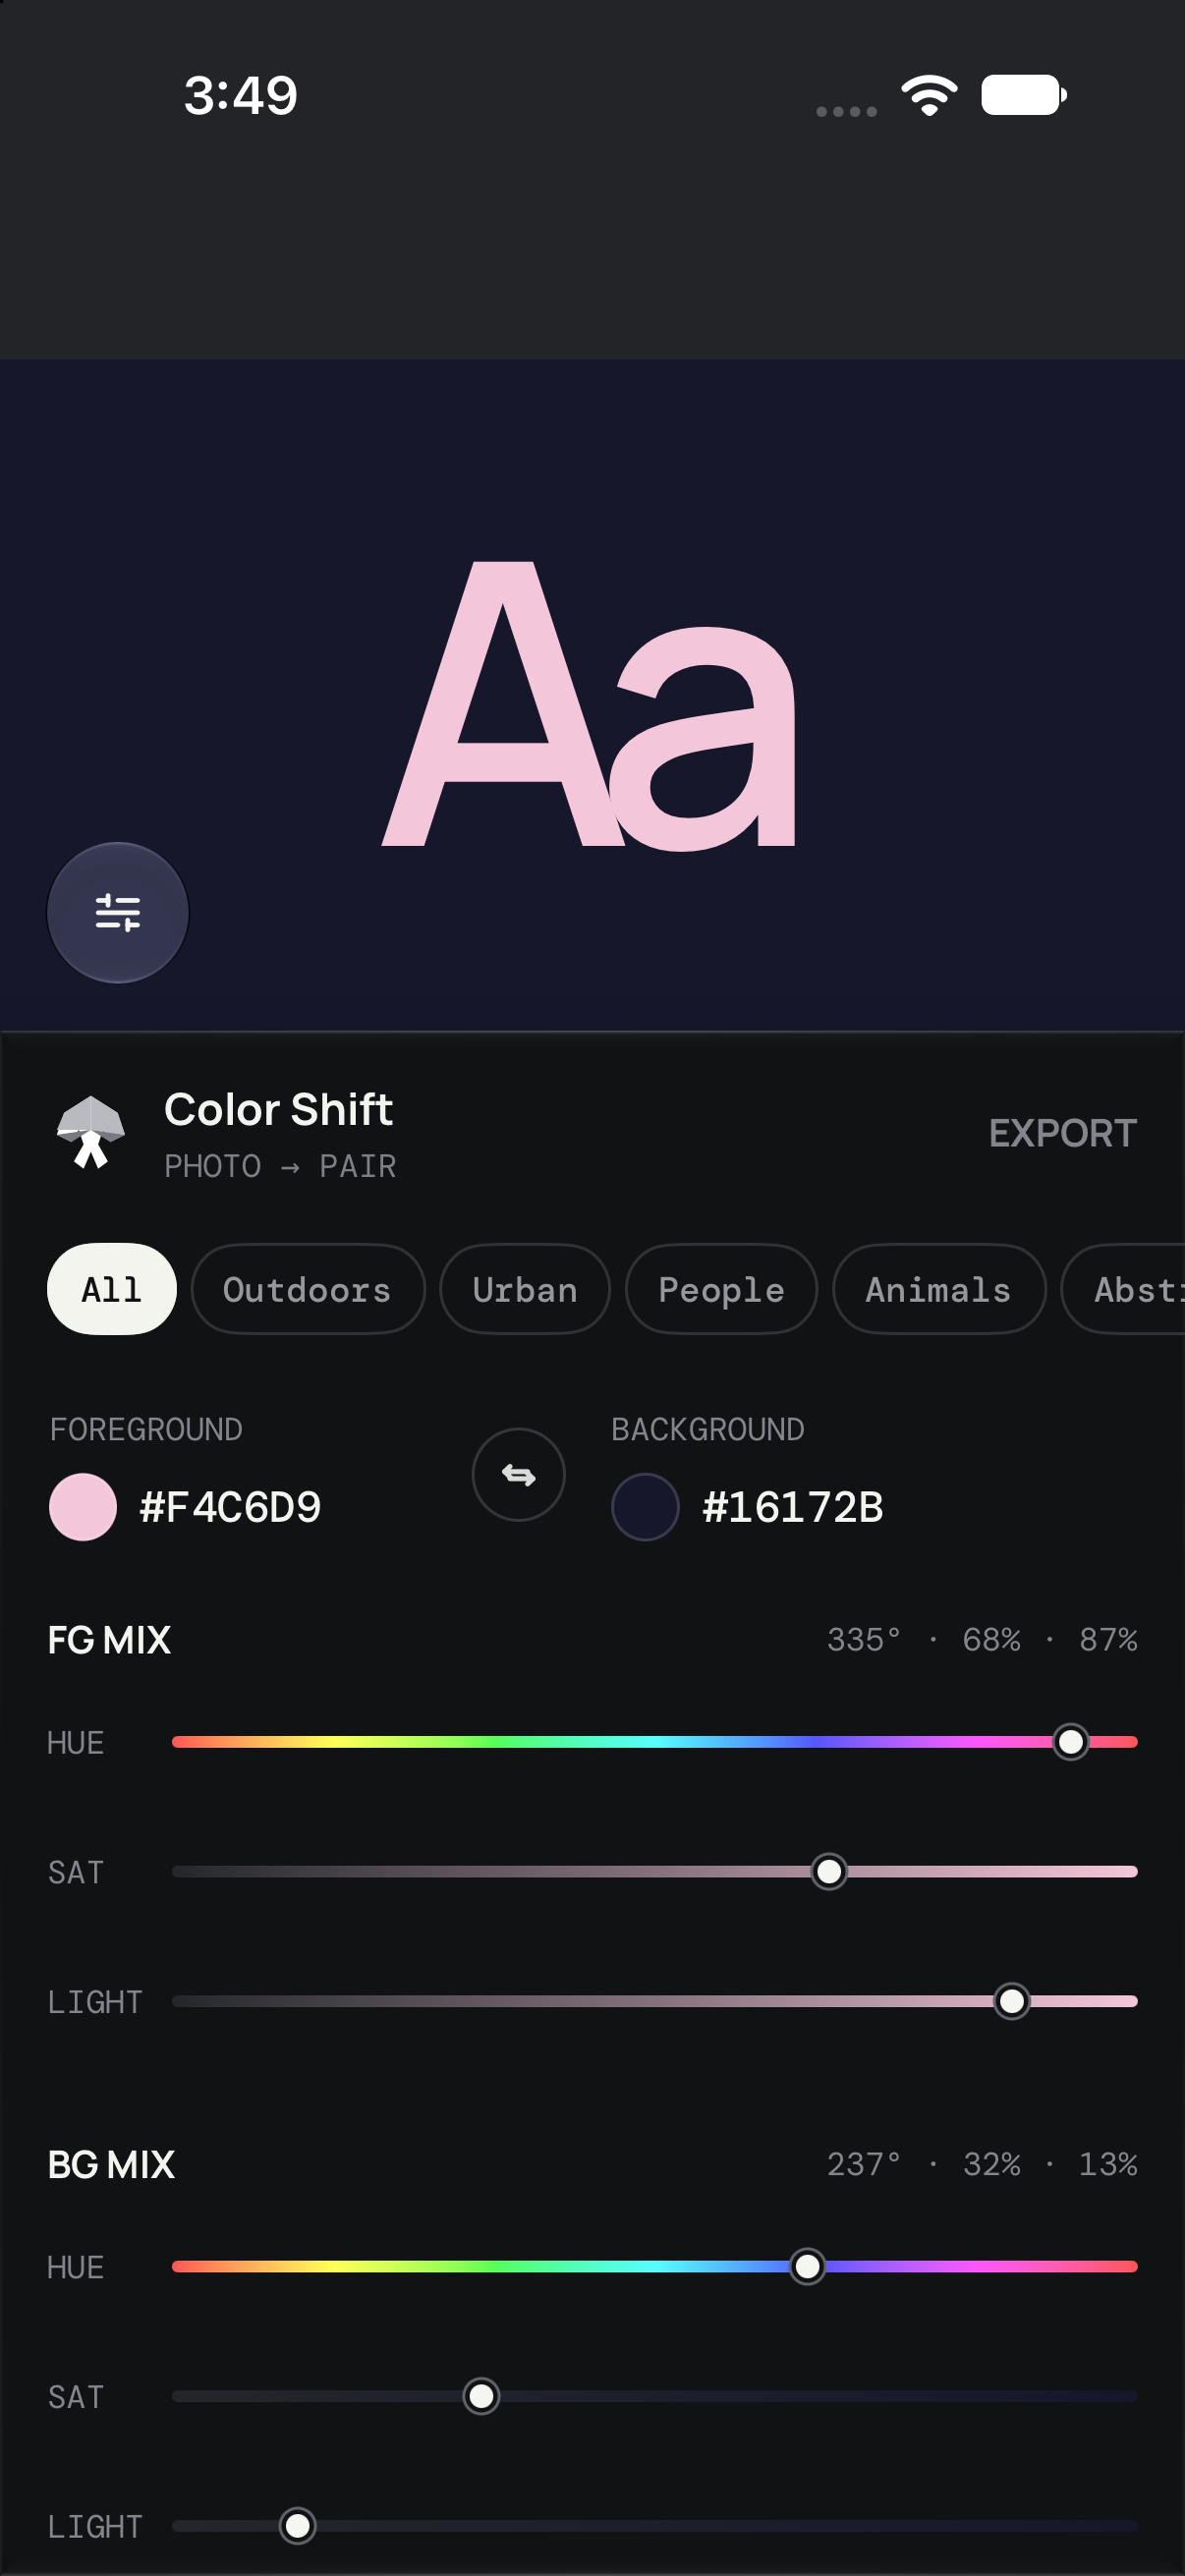 3:49
Aa
Color Shift
EXPORT
PHOTO → PAIR
All Outdoors Urban People Animals Abst
FOREGROUND BACKGROUND
#F4C6D9 #16172B
FG MIX 335° · 68% · 87%
HUE
SAT
LIGHT
BG MIX 237° · 32% · 13%
HUE
SAT
LIGHT